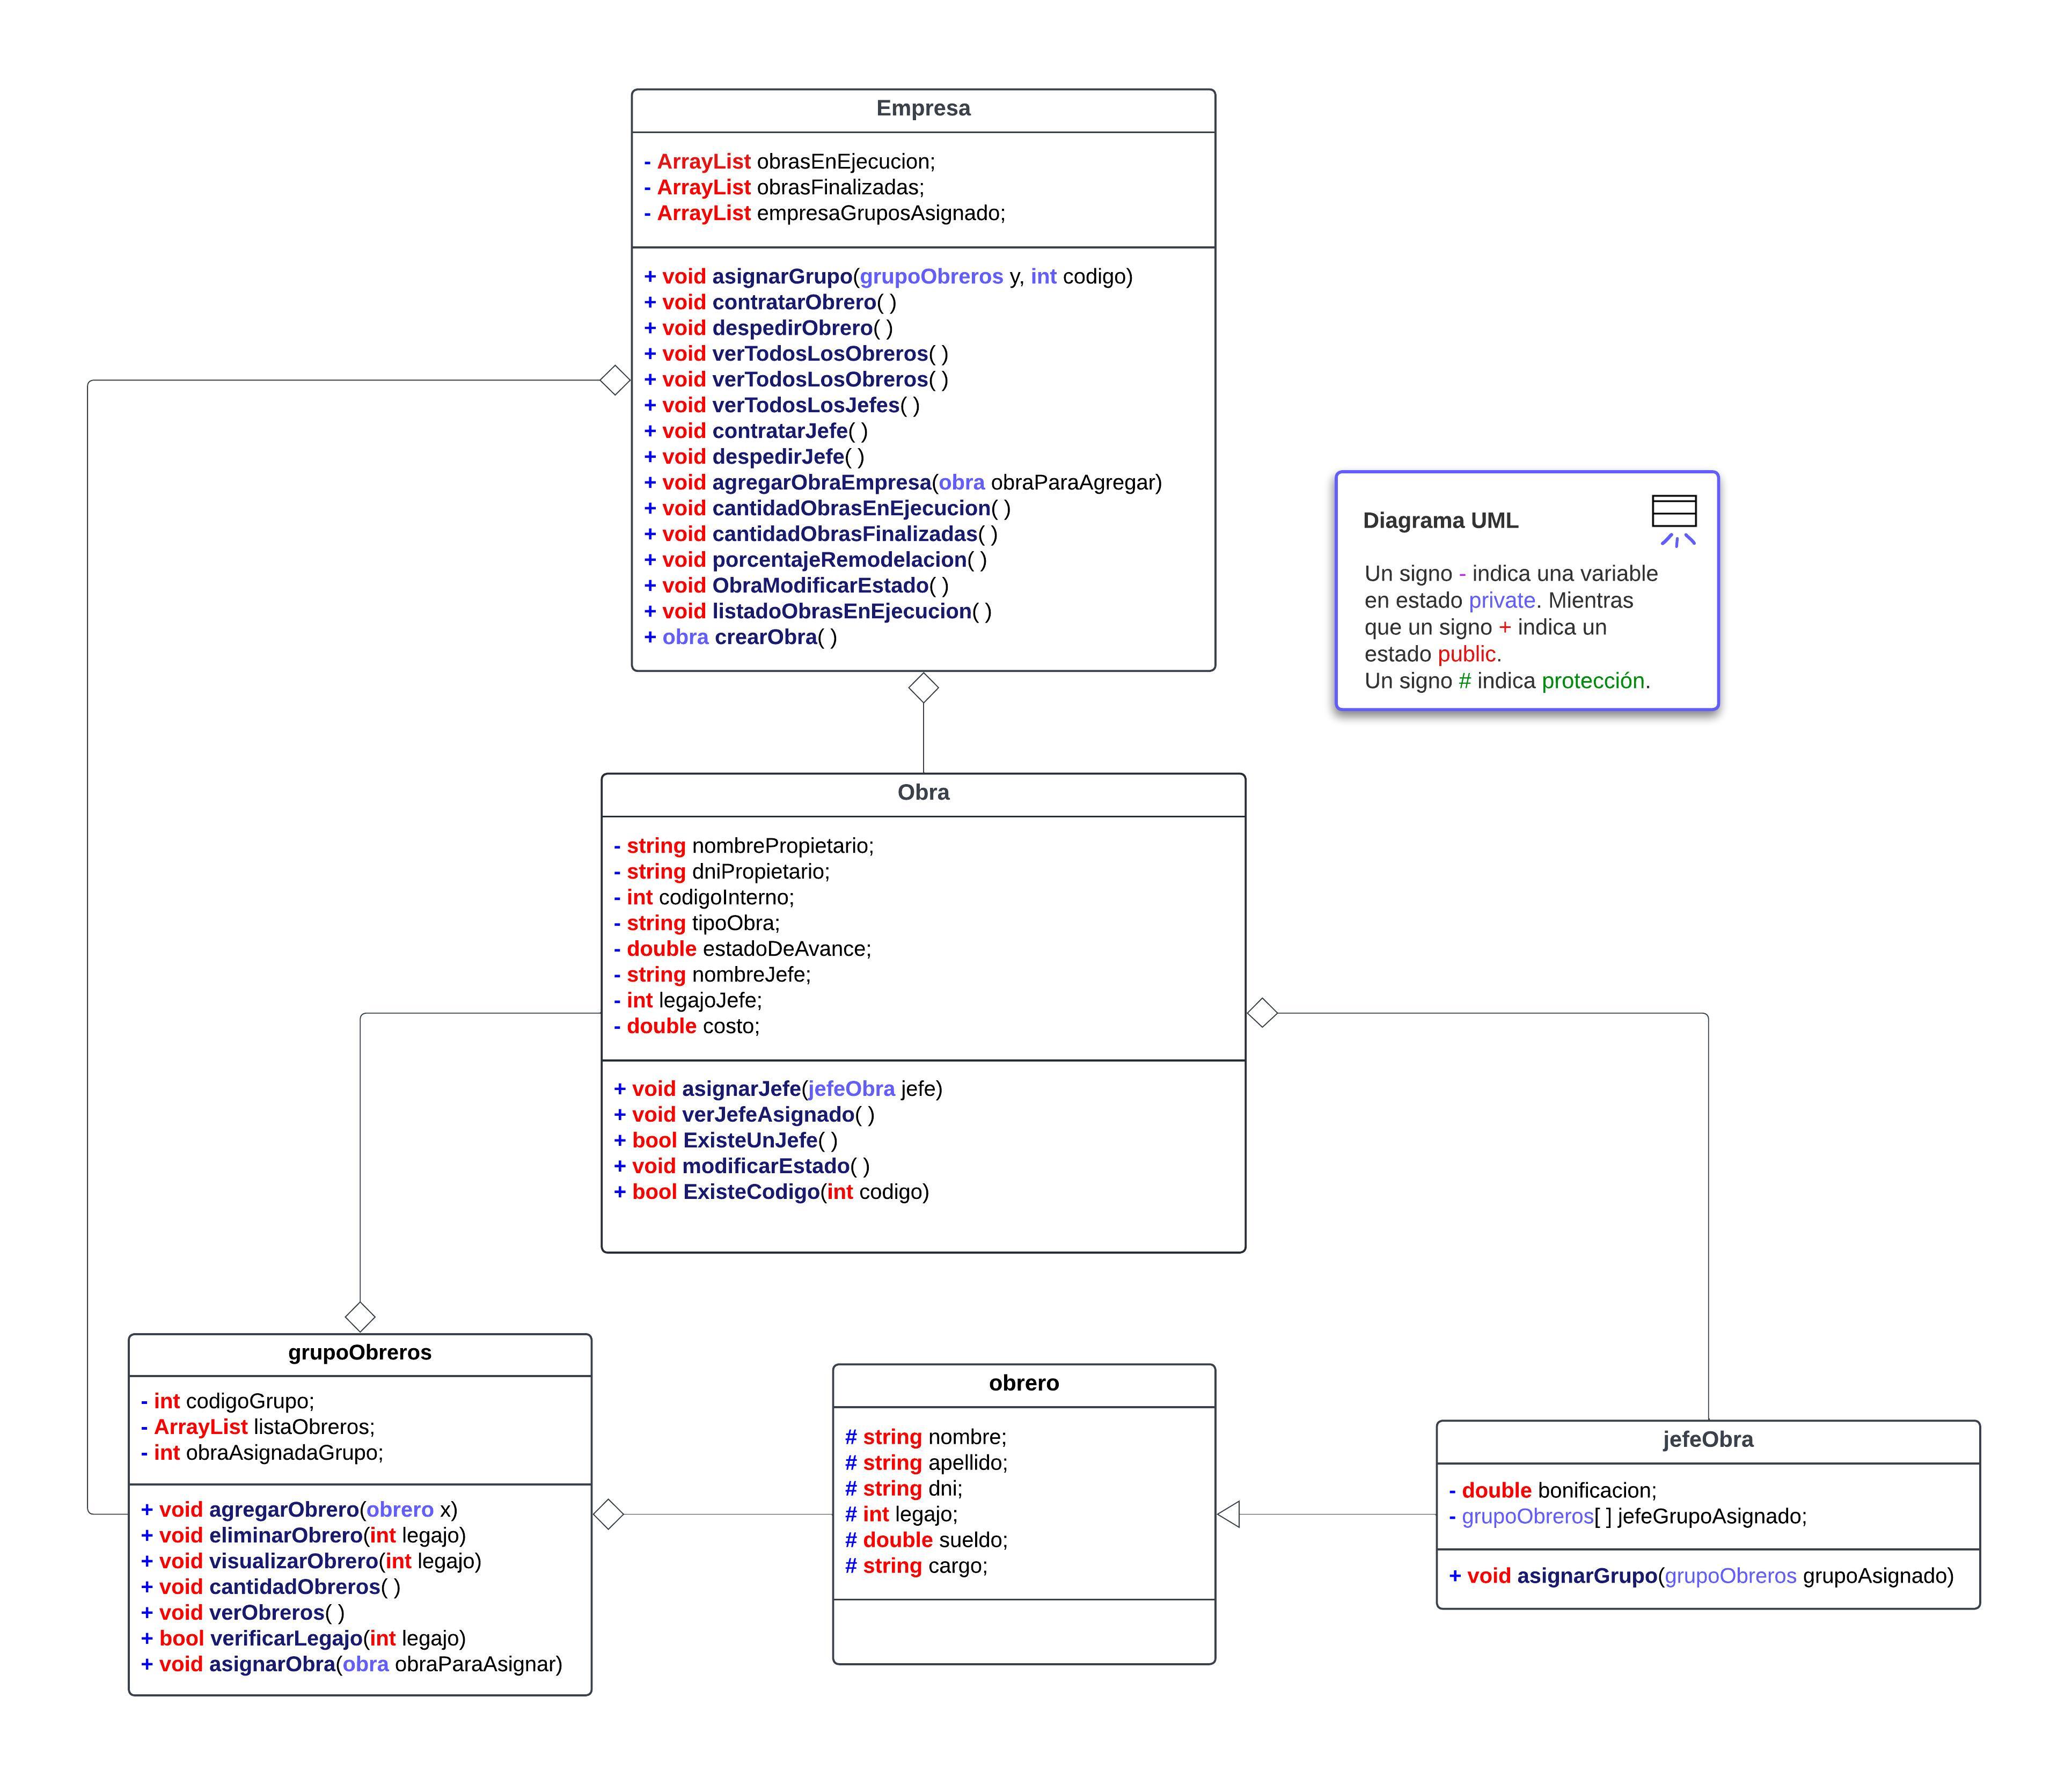 Empresa
- ArrayList obrasEnEjecucion;
- ArrayList obrasFinalizadas;
- ArrayList empresaGruposAsignado;
+ void asignarGrupo(grupoObreros y, int codigo)
+ void contratarObrero( )
+ void despedirObrero( )
+ void verTodosLosObreros( )
+ void verTodosLosObreros( )
+ void verTodosLosJefes( )
+ void contratarJefe( )
+ void despedirJefe( )
+ void agregarObraEmpresa(obra obraParaAgregar)
+ void cantidadObrasEnEjecucion( )
+ void cantidadObrasFinalizadas( )
+ void porcentajeRemodelacion( )
+ void ObraModificarEstado( )
+ void listadoObrasEnEjecucion( )
+ obra crearObra( )
Diagrama UML
Un signo - indica una variable
en estado private. Mientras
que un signo + indica un
estado public.
Un signo # indica protección.
Obra
- string nombrePropietario;
- string dniPropietario;
- int codigoInterno;
- string tipoObra;
- double estadoDeAvance;
- string nombreJefe;
- int legajoJefe;
- double costo;
+ void asignarJefe(jefeObra jefe)
+ void verJefeAsignado( )
+ bool ExisteUnJefe( )
+ void modificarEstado( )
+ bool ExisteCodigo(int codigo)
grupoObreros
- int codigoGrupo;
- ArrayList listaObreros;
- int obraAsignadaGrupo;
+ void agregarObrero(obrero x)
+ void eliminarObrero(int legajo)
+ void visualizarObrero(int legajo)
+ void cantidadObreros( )
+ void verObreros( )
+ bool verificarLegajo(int legajo)
+ void asignarObra(obra obraParaAsignar)
obrero
# string nombre;
# string apellido;
# string dni;
# int legajo;
# double sueldo;
# string cargo;
jefeObra
- double bonificacion;
- grupoObreros[ ] jefeGrupoAsignado;
+ void asignarGrupo(grupoObreros grupoAsignado)